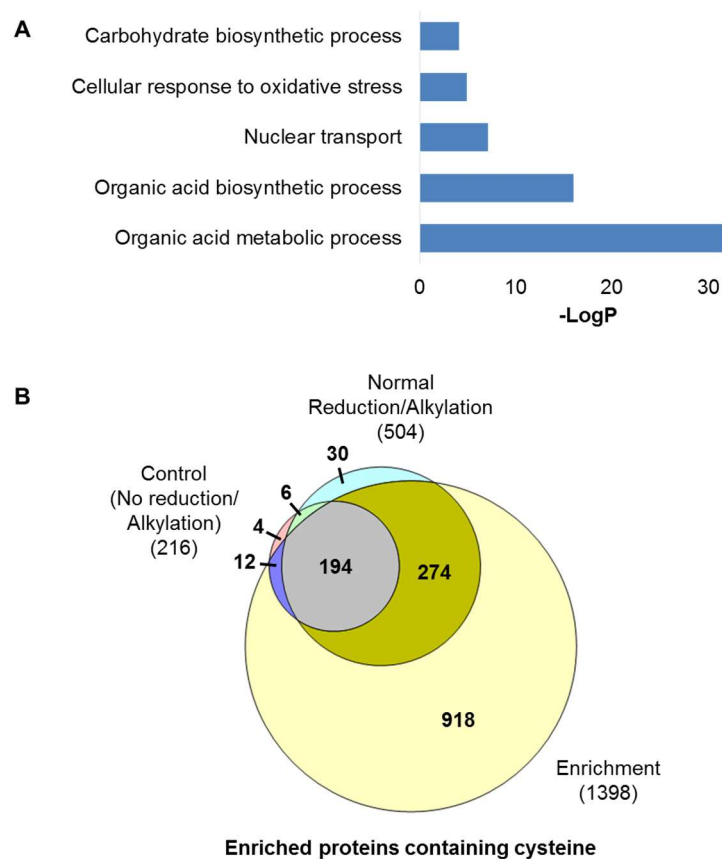 A
Carbohydrate biosynthetic process
Cellular response to oxidative stress
Nuclear transport
Organic acid biosynthetic process
Organic acid metabolic process
0 10 20 30
-LogP
B
Normal
Reduction/Alkylation
(504)
Control
(No reduction/
Alkylation)
(216)
30
6
4
12
194
274
918
Enrichment
(1398)
Enriched proteins containing cysteine